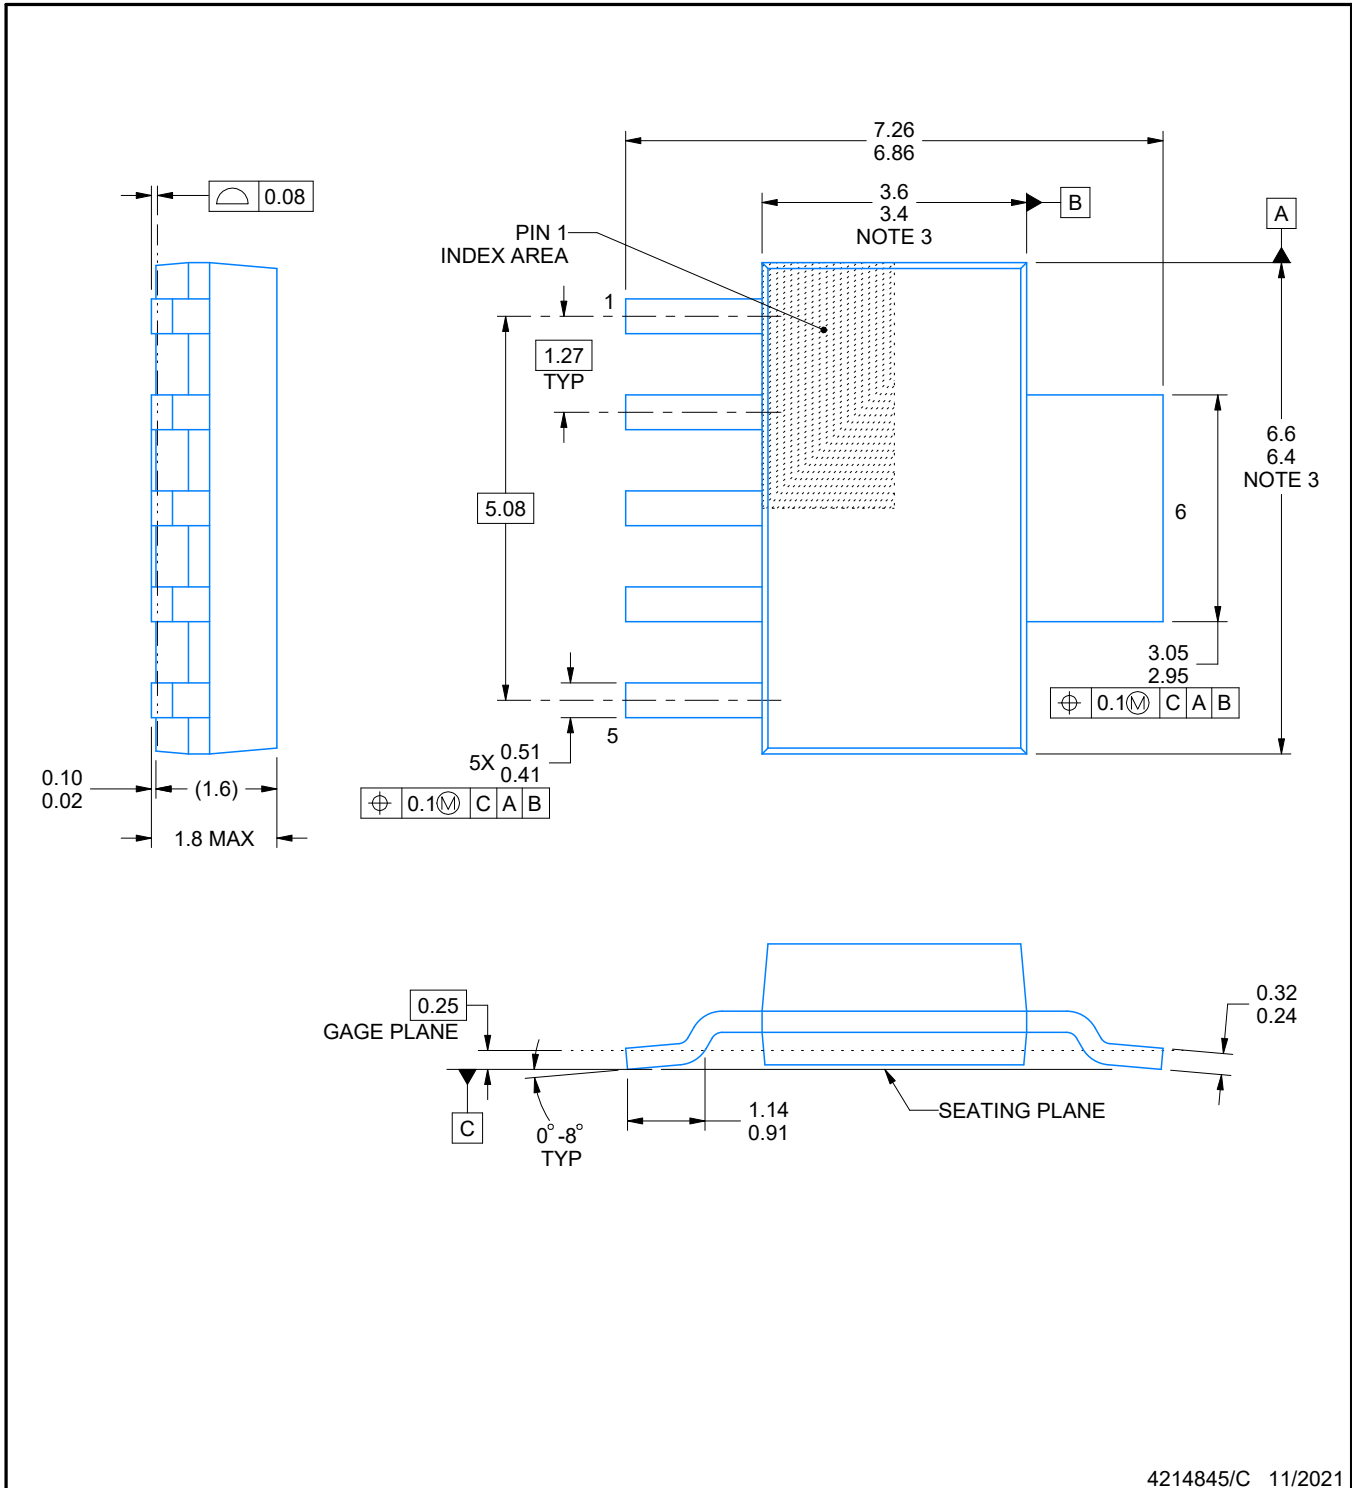 7.26
6.86
0.08
3.6
3.4
NOTE 3
B
A
PIN 1
INDEX AREA
1
1.27
TYP
5.08
6.6
6.4
NOTE 3
6
3.05
2.95
⌖ 0.1Ⓜ C A B
5
5X 0.51
0.41
⌖ 0.1Ⓜ C A B
0.10
0.02
(1.6)
1.8 MAX
0.25
GAGE PLANE
0.32
0.24
C
0°-8°
TYP
1.14
0.91
SEATING PLANE
4214845/C 11/2021